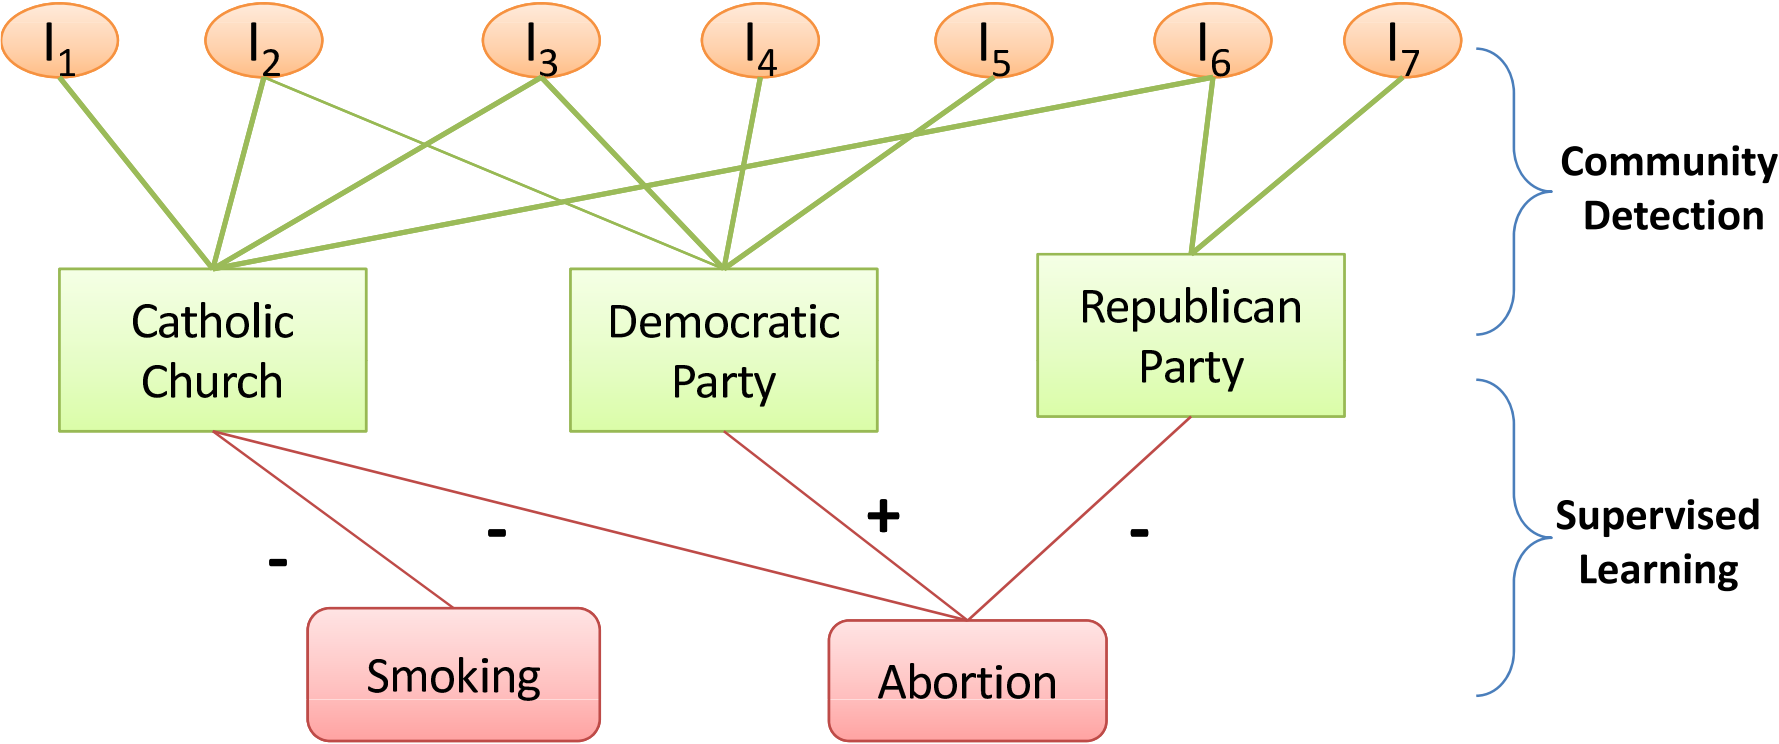 I1 I2 I3 I4 I5 I6 I7
Community
Detection
Catholic
Church
Democratic
Party
Republican
Party
+
-
-
-
-
Supervised
Learning
Smoking
Abortion